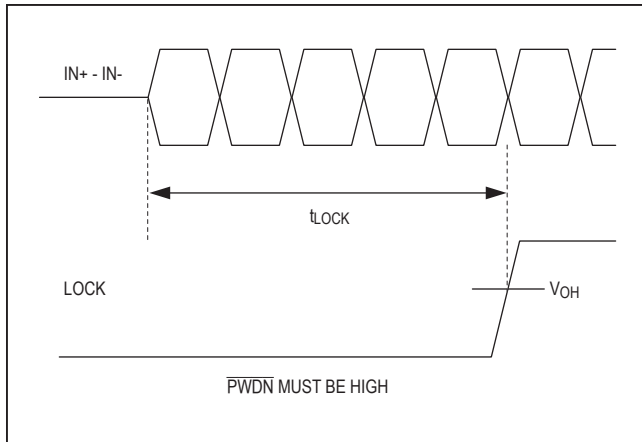 IN+ - IN-
tLOCK
LOCK
VOH
PWDN MUST BE HIGH